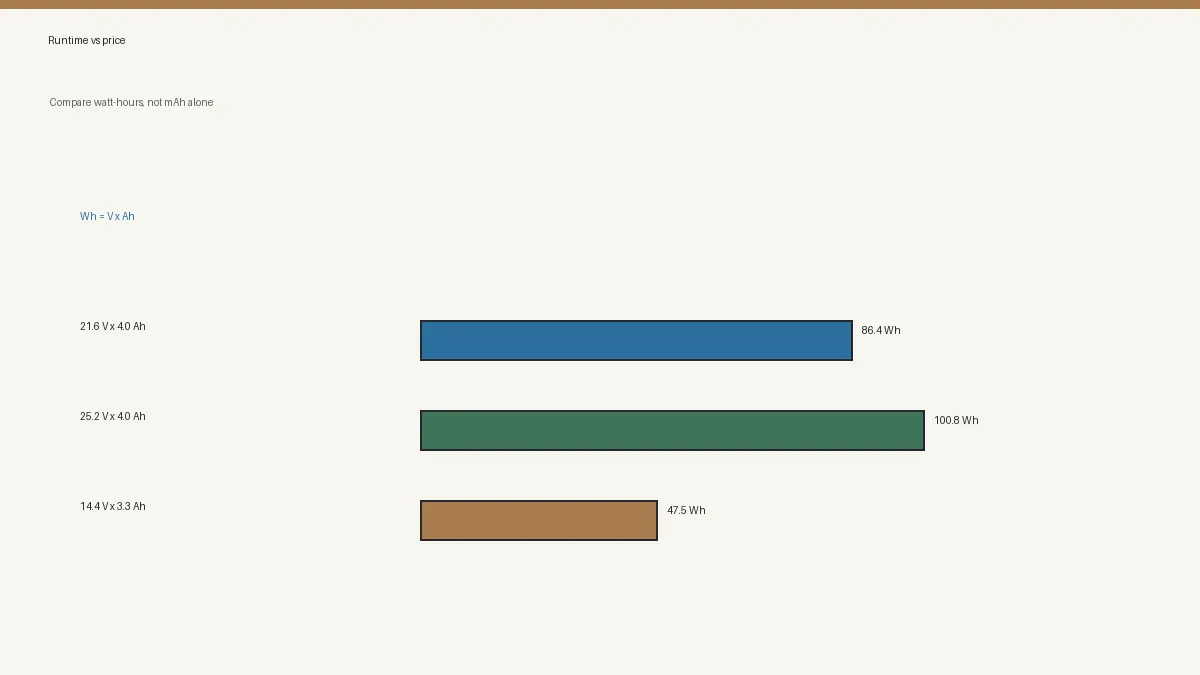 Runtime vs price
Compare watt-hours, not mAh alone
Wh = V x Ah
21.6 V x 4.0 Ah
86.4 Wh
25.2 V x 4.0 Ah
100.8 Wh
14.4 V x 3.3 Ah
47.5 Wh